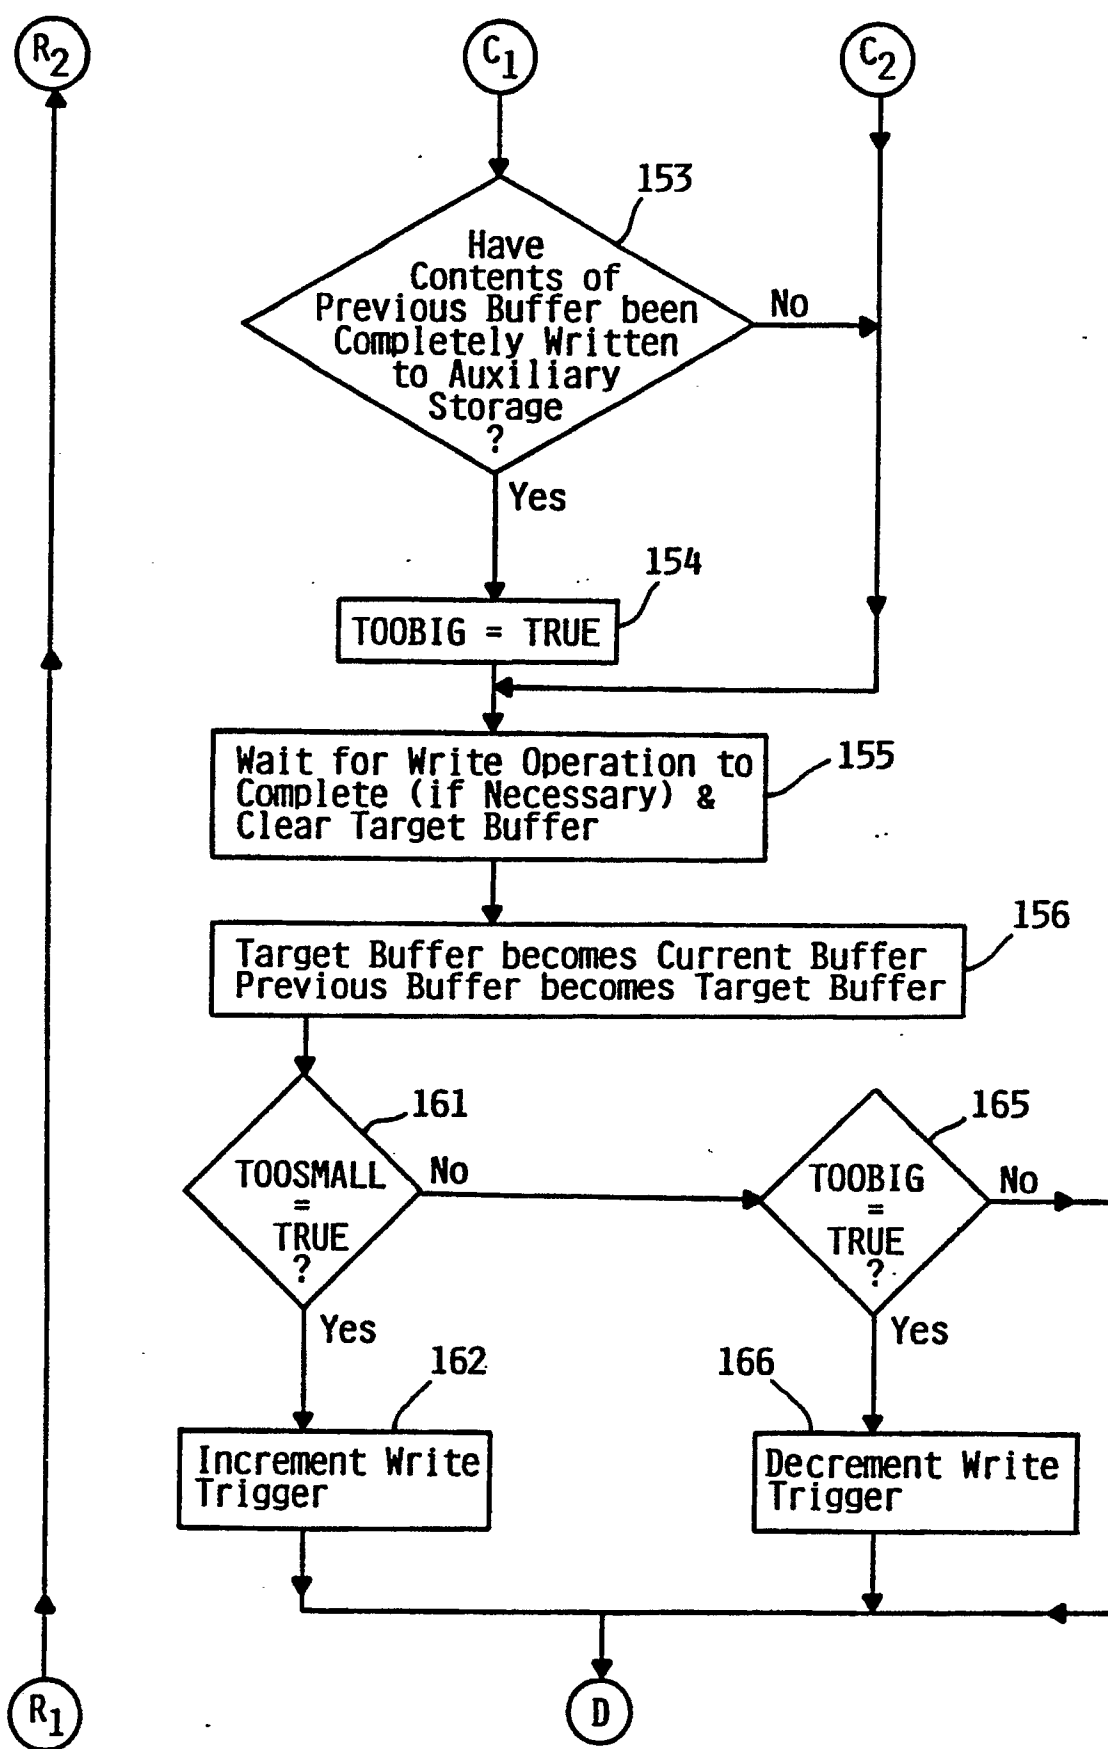 R2
C1
C2
153
Have
Contents of
Previous Buffer been
Completely Written
to Auxiliary
Storage
?
No
Yes
154
TOOBIG = TRUE
155
Wait for Write Operation to
Complete (if Necessary) &
Clear Target Buffer
156
Target Buffer becomes Current Buffer
Previous Buffer becomes Target Buffer
161
TOOSMALL
=
TRUE
?
No
Yes
165
TOOBIG
=
TRUE
?
No
Yes
162
Increment Write
Trigger
166
Decrement Write
Trigger
R1
D